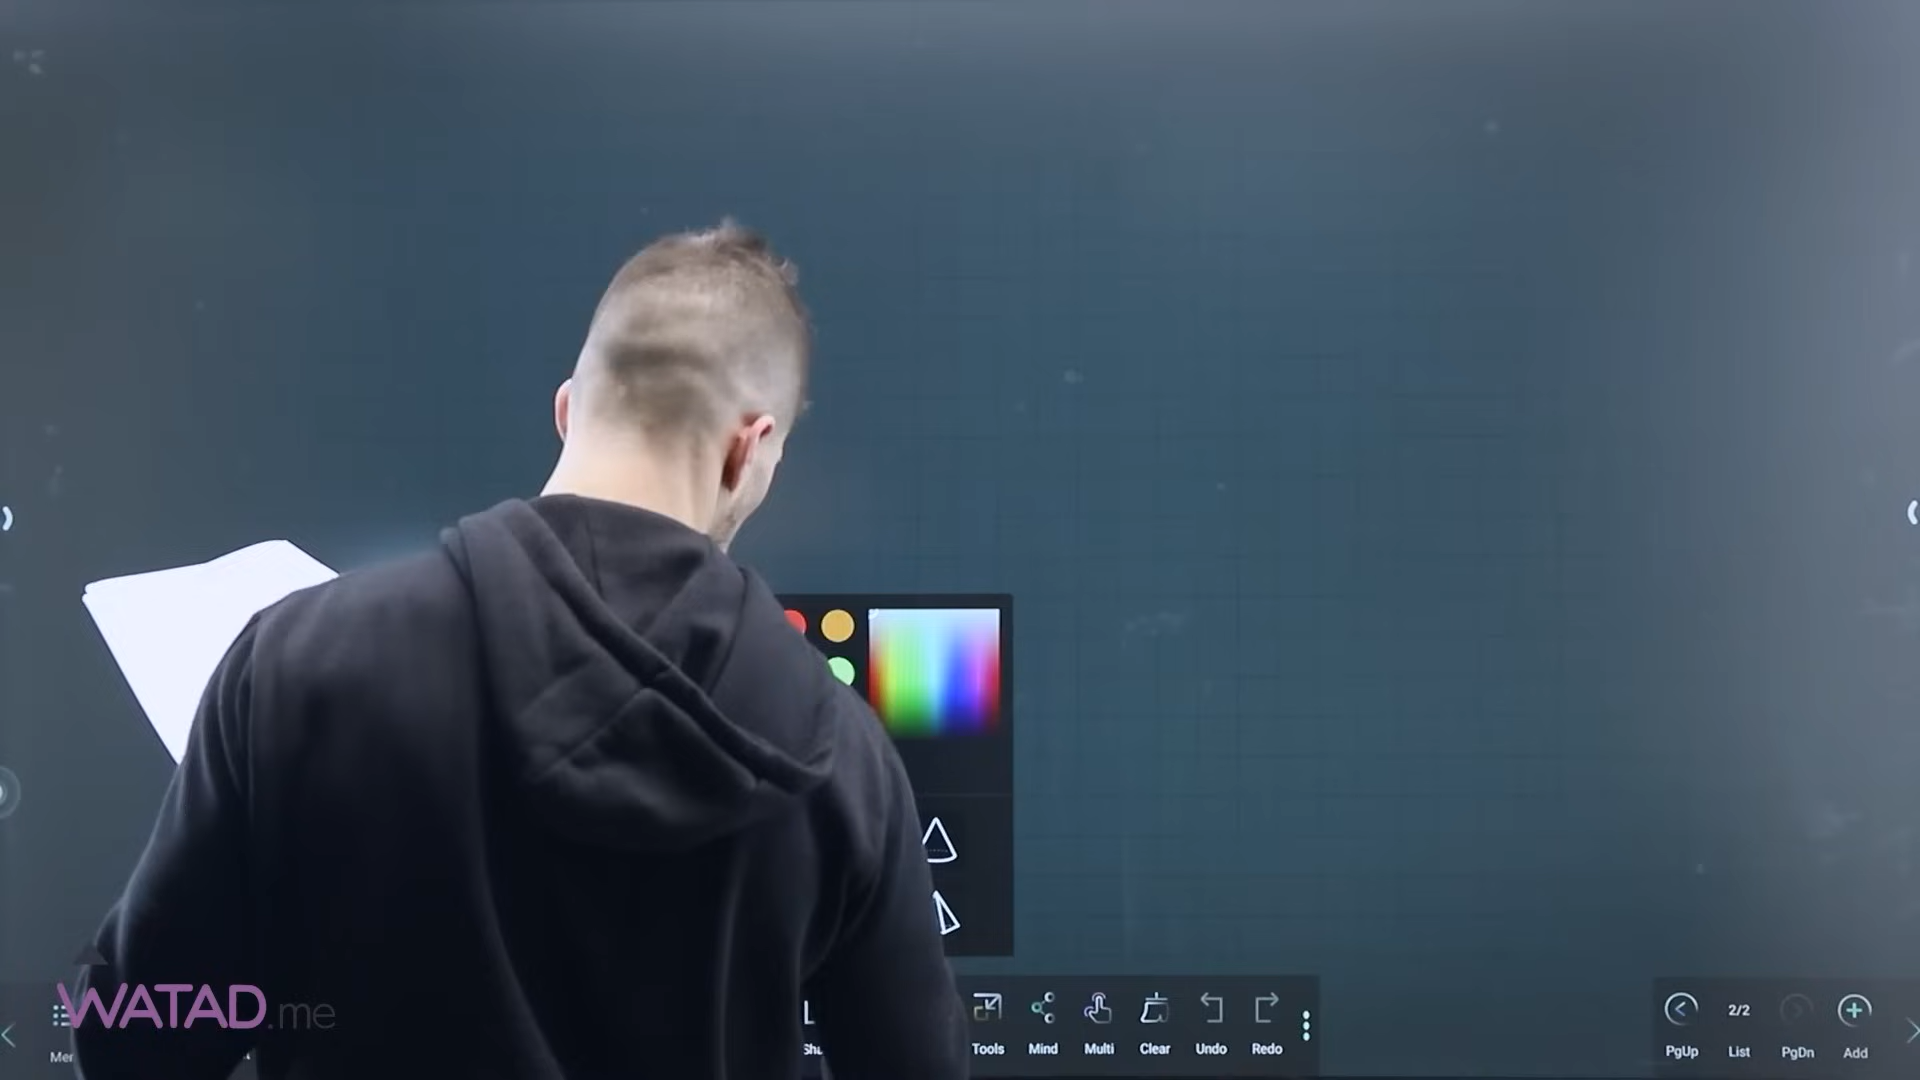 WATAD.me
Tools Mind Multi Clear Undo Redo
2/2
PgUp List PgDn Add